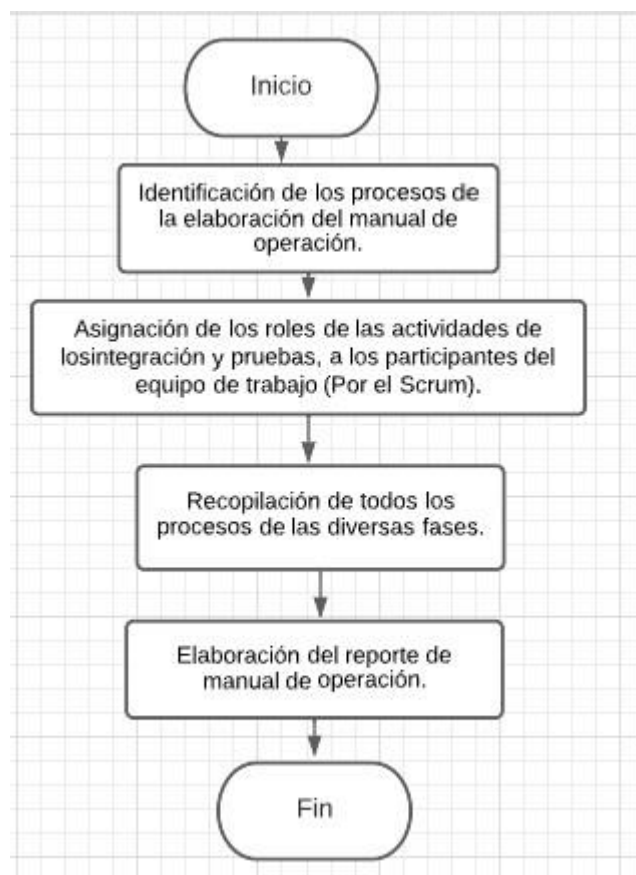 Inicio
Identificación de los procesos de
la elaboración del manual de
operación.
Asignación de los roles de las actividades de
losintegración y pruebas, a los participantes del
equipo de trabajo (Por el Scrum).
Recopilación de todos los
procesos de las diversas fases.
Elaboración del reporte de
manual de operación.
Fin